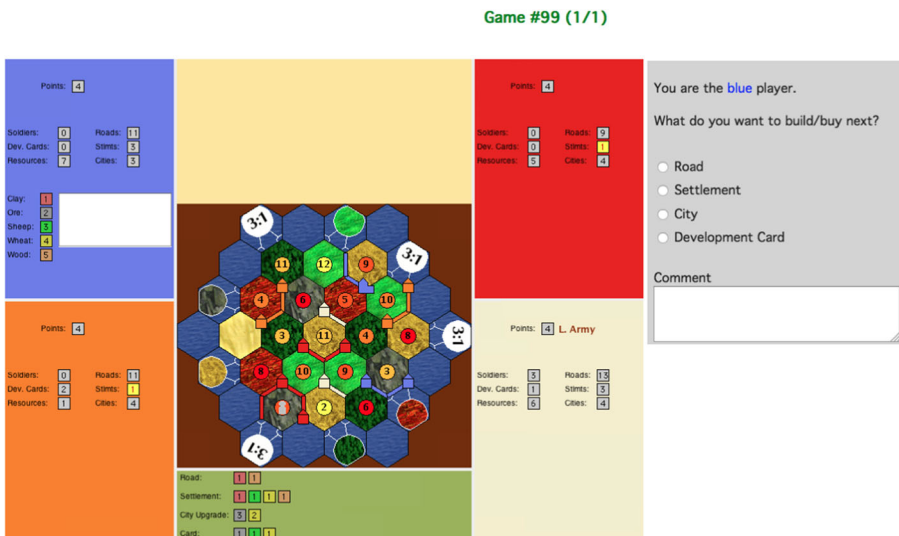 Game #99 (1/1)
Points: 4
Soldiers: 0 Roads: 11
Dev. Cards: 0 Stlmts: 3
Resources: 7 Cities: 3
Clay: 1
Ore: 2
Sheep: 3
Wheat: 4
Wood: 5
Points: 4
Soldiers: 0 Roads: 9
Dev. Cards: 0 Stlmts: 1
Resources: 5 Cities: 4
You are the blue player.
What do you want to build/buy next?
Road
Settlement
City
Development Card
Comment
3:1
11 12 9 3:1
4 6 5 10
3 11 4 8 3:1
8 10 9 3
2 6
3:1
Points: 4
Soldiers: 0 Roads: 11
Dev. Cards: 2 Stlmts: 1
Resources: 1 Cities: 4
Points: 4 L. Army
Soldiers: 3 Roads: 13
Dev. Cards: 1 Stlmts: 3
Resources: 6 Cities: 4
Road: 1 1
Settlement: 1 1 1 1
City Upgrade: 3 2
Card: 1 1 1